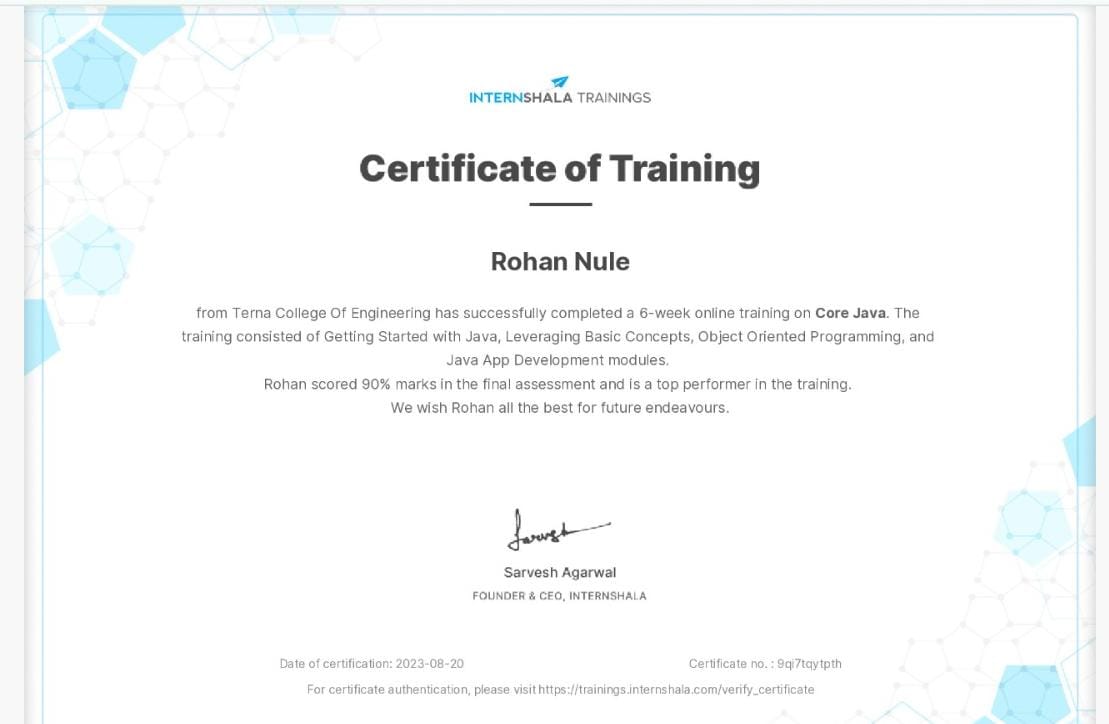 INTERNSHALA TRAININGS
Certificate of Training
Rohan Nule
from Terna College Of Engineering has successfully completed a 6-week online training on Core Java. The
training consisted of Getting Started with Java, Leveraging Basic Concepts, Object Oriented Programming, and
Java App Development modules.
Rohan scored 90% marks in the final assessment and is a top performer in the training.
We wish Rohan all the best for future endeavours.
Sarvesh
Sarvesh Agarwal
FOUNDER & CEO, INTERNSHALA
Date of certification: 2023-08-20 Certificate no. : 9qi7tqytpth
For certificate authentication, please visit https://trainings.internshala.com/verify_certificate